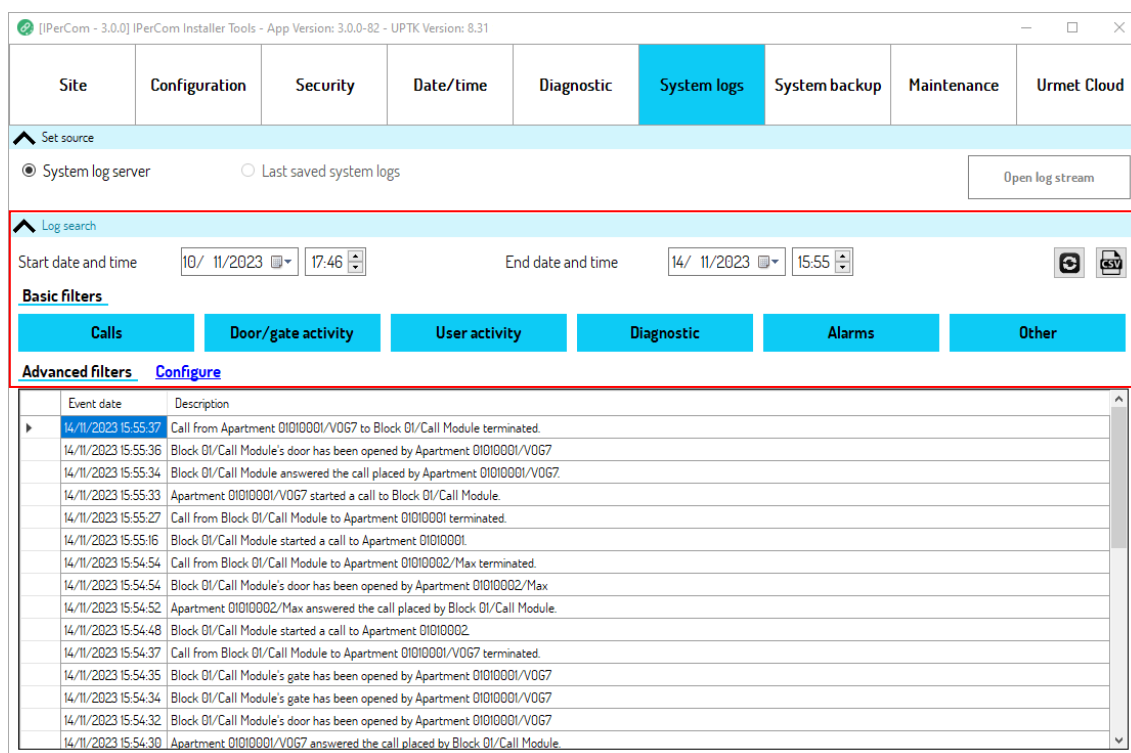 [IPerCom - 3.0.0] IPerCom Installer Tools - App Version: 3.0.0-82 - UPTK Version: 8.31
Site Configuration Security Date/time Diagnostic System logs System backup Maintenance Urmet Cloud
Set source
System log server Last saved system logs Open log stream
Log search
Start date and time 10/ 11/2023 17:46 End date and time 14/ 11/2023 15:55 CSV
Basic filters
Calls Door/gate activity User activity Diagnostic Alarms Other
Advanced filters Configure
Event date Description
14/11/2023 15:55:37 Call from Apartment 01010001/VOG7 to Block 01/Call Module terminated.
14/11/2023 15:55:36 Block 01/Call Module's door has been opened by Apartment 01010001/VOG7
14/11/2023 15:55:34 Block 01/Call Module answered the call placed by Apartment 01010001/VOG7.
14/11/2023 15:55:33 Apartment 01010001/VOG7 started a call to Block 01/Call Module.
14/11/2023 15:55:27 Call from Block 01/Call Module to Apartment 01010001 terminated.
14/11/2023 15:55:16 Block 01/Call Module started a call to Apartment 01010001.
14/11/2023 15:54:54 Call from Block 01/Call Module to Apartment 01010002/Max terminated.
14/11/2023 15:54:54 Block 01/Call Module's door has been opened by Apartment 01010002/Max
14/11/2023 15:54:52 Apartment 01010002/Max answered the call placed by Block 01/Call Module.
14/11/2023 15:54:48 Block 01/Call Module started a call to Apartment 01010002.
14/11/2023 15:54:37 Call from Block 01/Call Module to Apartment 01010001/VOG7 terminated.
14/11/2023 15:54:35 Block 01/Call Module's gate has been opened by Apartment 01010001/VOG7
14/11/2023 15:54:34 Block 01/Call Module's gate has been opened by Apartment 01010001/VOG7
14/11/2023 15:54:32 Block 01/Call Module's door has been opened by Apartment 01010001/VOG7
14/11/2023 15:54:30 Apartment 01010001/VOG7 answered the call placed by Block 01/Call Module.